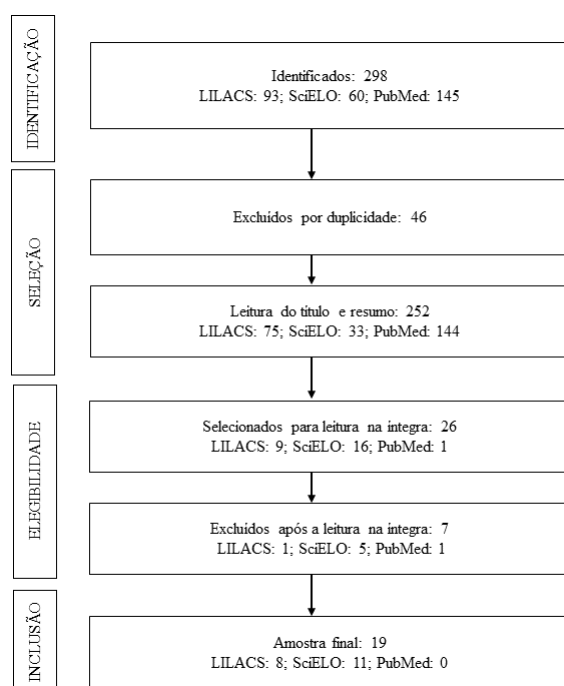 IDENTIFICAÇÃO
Identificados: 298
LILACS: 93; SciELO: 60; PubMed: 145
SELEÇÃO
Excluídos por duplicidade: 46
Leitura do título e resumo: 252
LILACS: 75; SciELO: 33; PubMed: 144
ELEGIBILIDADE
Selecionados para leitura na integra: 26
LILACS: 9; SciELO: 16; PubMed: 1
Excluídos após a leitura na integra: 7
LILACS: 1; SciELO: 5; PubMed: 1
INCLUSÃO
Amostra final: 19
LILACS: 8; SciELO: 11; PubMed: 0